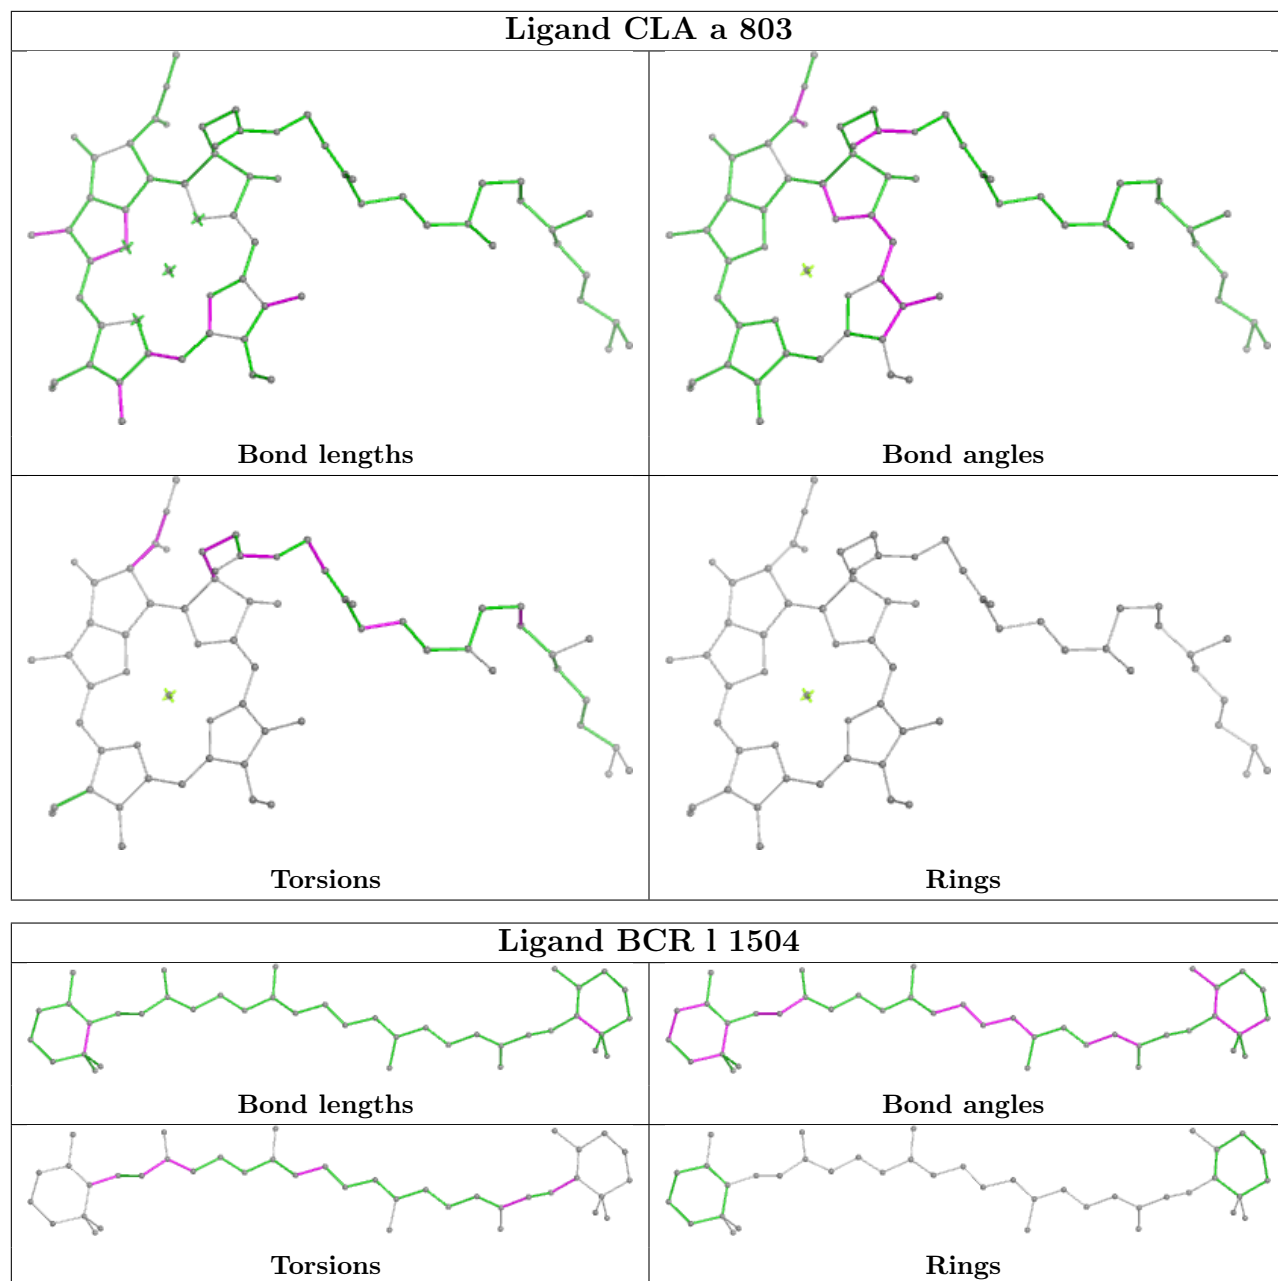 Ligand CLA a 803
Bond lengths
Bond angles
Torsions
Rings
Ligand BCR l 1504
Bond lengths
Bond angles
Torsions
Rings